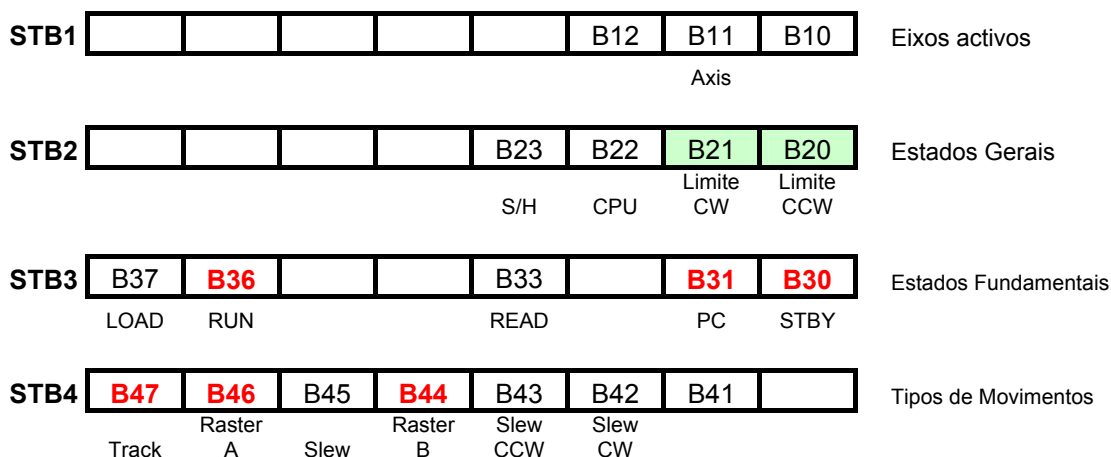 STB1 B12 B11 B10 Eixos activos
Axis
STB2 B23 B22 B21 B20 Estados Gerais
Limite Limite
S/H CPU CW CCW
STB3 B37 B36 B33 B31 B30 Estados Fundamentais
LOAD RUN READ PC STBY
STB4 B47 B46 B45 B44 B43 B42 B41 Tipos de Movimentos
Raster Raster Slew Slew
Track A Slew B CCW CW